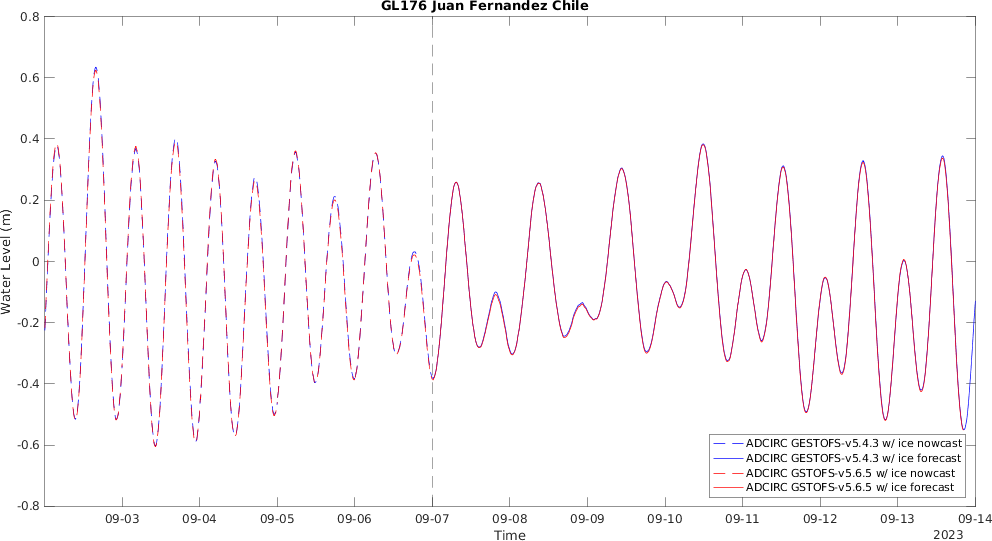 GL176 Juan Fernandez Chile
Water Level (m)
0.8
0.6
0.4
0.2
0
-0.2
-0.4
-0.6
-0.8
ADCIRC GESTOFS-v5.4.3 w/ ice nowcast
ADCIRC GESTOFS-v5.4.3 w/ ice forecast
ADCIRC GSTOFS-v5.6.5 w/ ice nowcast
ADCIRC GSTOFS-v5.6.5 w/ ice forecast
09-03 09-04 09-05 09-06 09-07 09-08 09-09 09-10 09-11 09-12 09-13 09-14
Time
2023